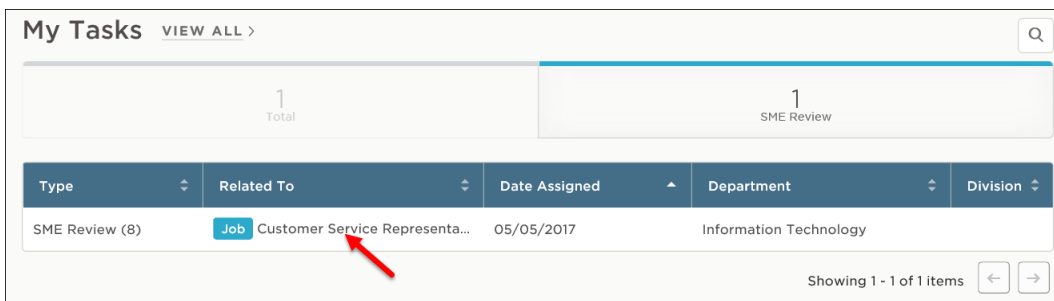 My Tasks VIEW ALL >
1
Total
1
SME Review
Type Related To Date Assigned Department Division
SME Review (8) Job Customer Service Representa... 05/05/2017 Information Technology
Showing 1 - 1 of 1 items